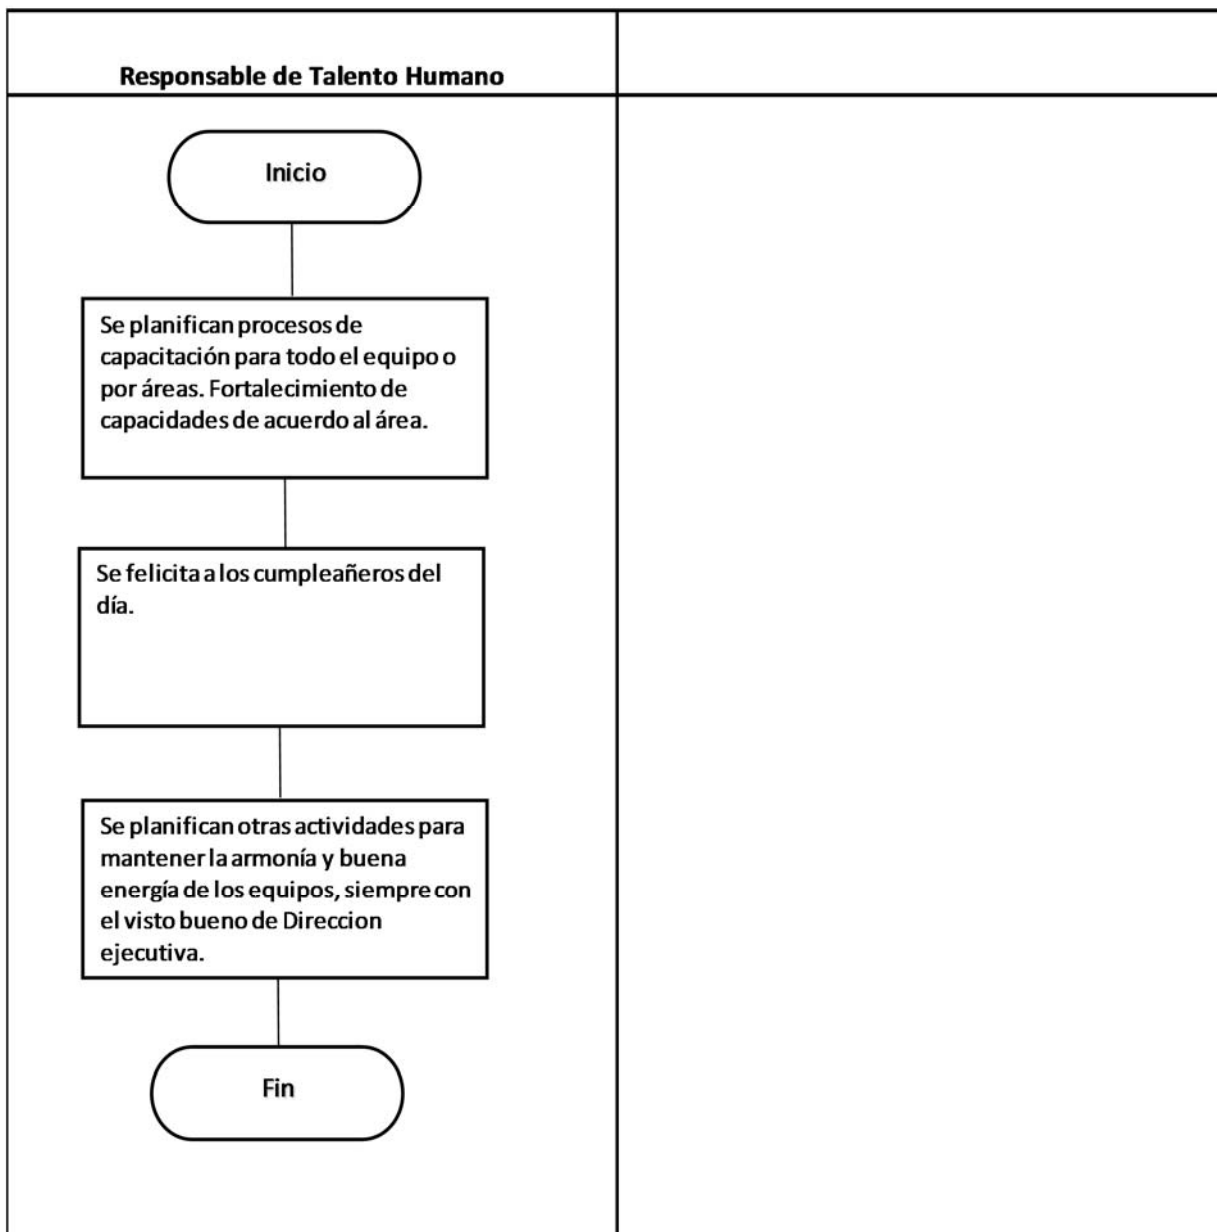 Responsable de Talento Humano
Inicio
Se planifican procesos de
capacitación para todo el equipo o
por áreas. Fortalecimiento de
capacidades de acuerdo al área.
Se felicita a los cumpleañeros del
día.
Se planifican otras actividades para
mantener la armonía y buena
energía de los equipos, siempre con
el visto bueno de Direccion
ejecutiva.
Fin